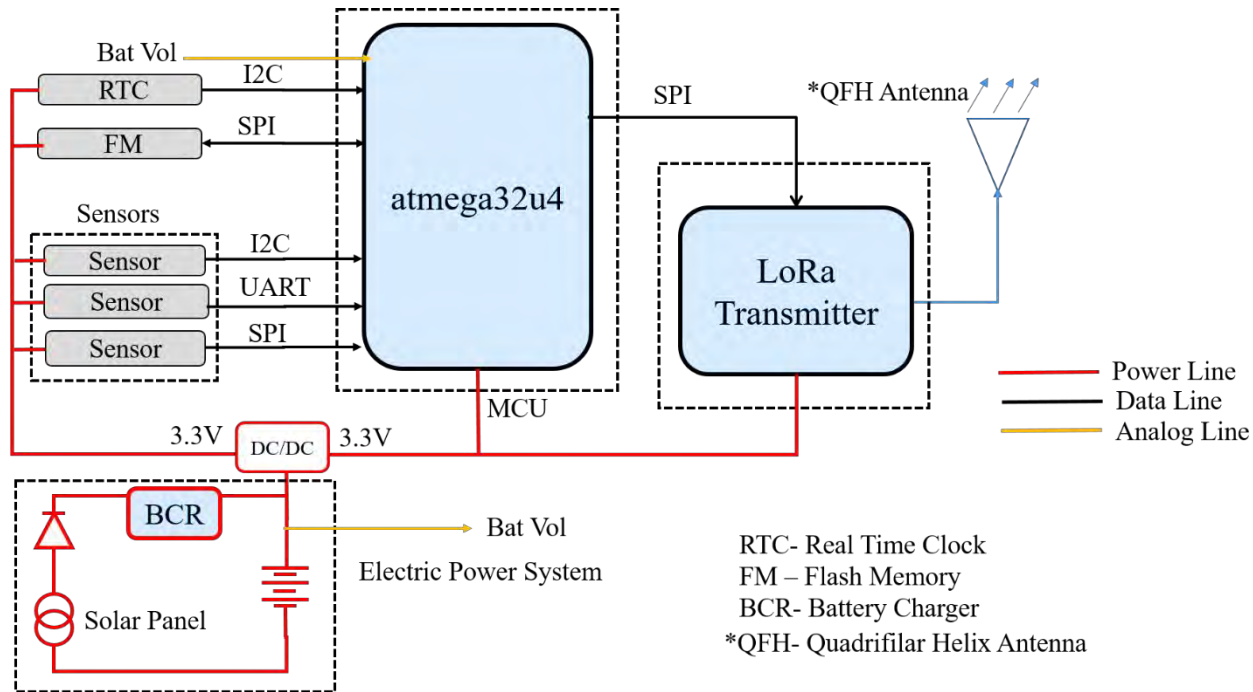 Bat Vol
RTC
I2C
FM
SPI
Sensors
Sensor
I2C
Sensor
UART
Sensor
SPI
atmega32u4
MCU
SPI
*QFH Antenna
LoRa
Transmitter
Power Line
Data Line
Analog Line
3.3V
DC/DC
3.3V
BCR
Solar Panel
Bat Vol
Electric Power System
RTC- Real Time Clock
FM – Flash Memory
BCR- Battery Charger
*QFH- Quadrifilar Helix Antenna